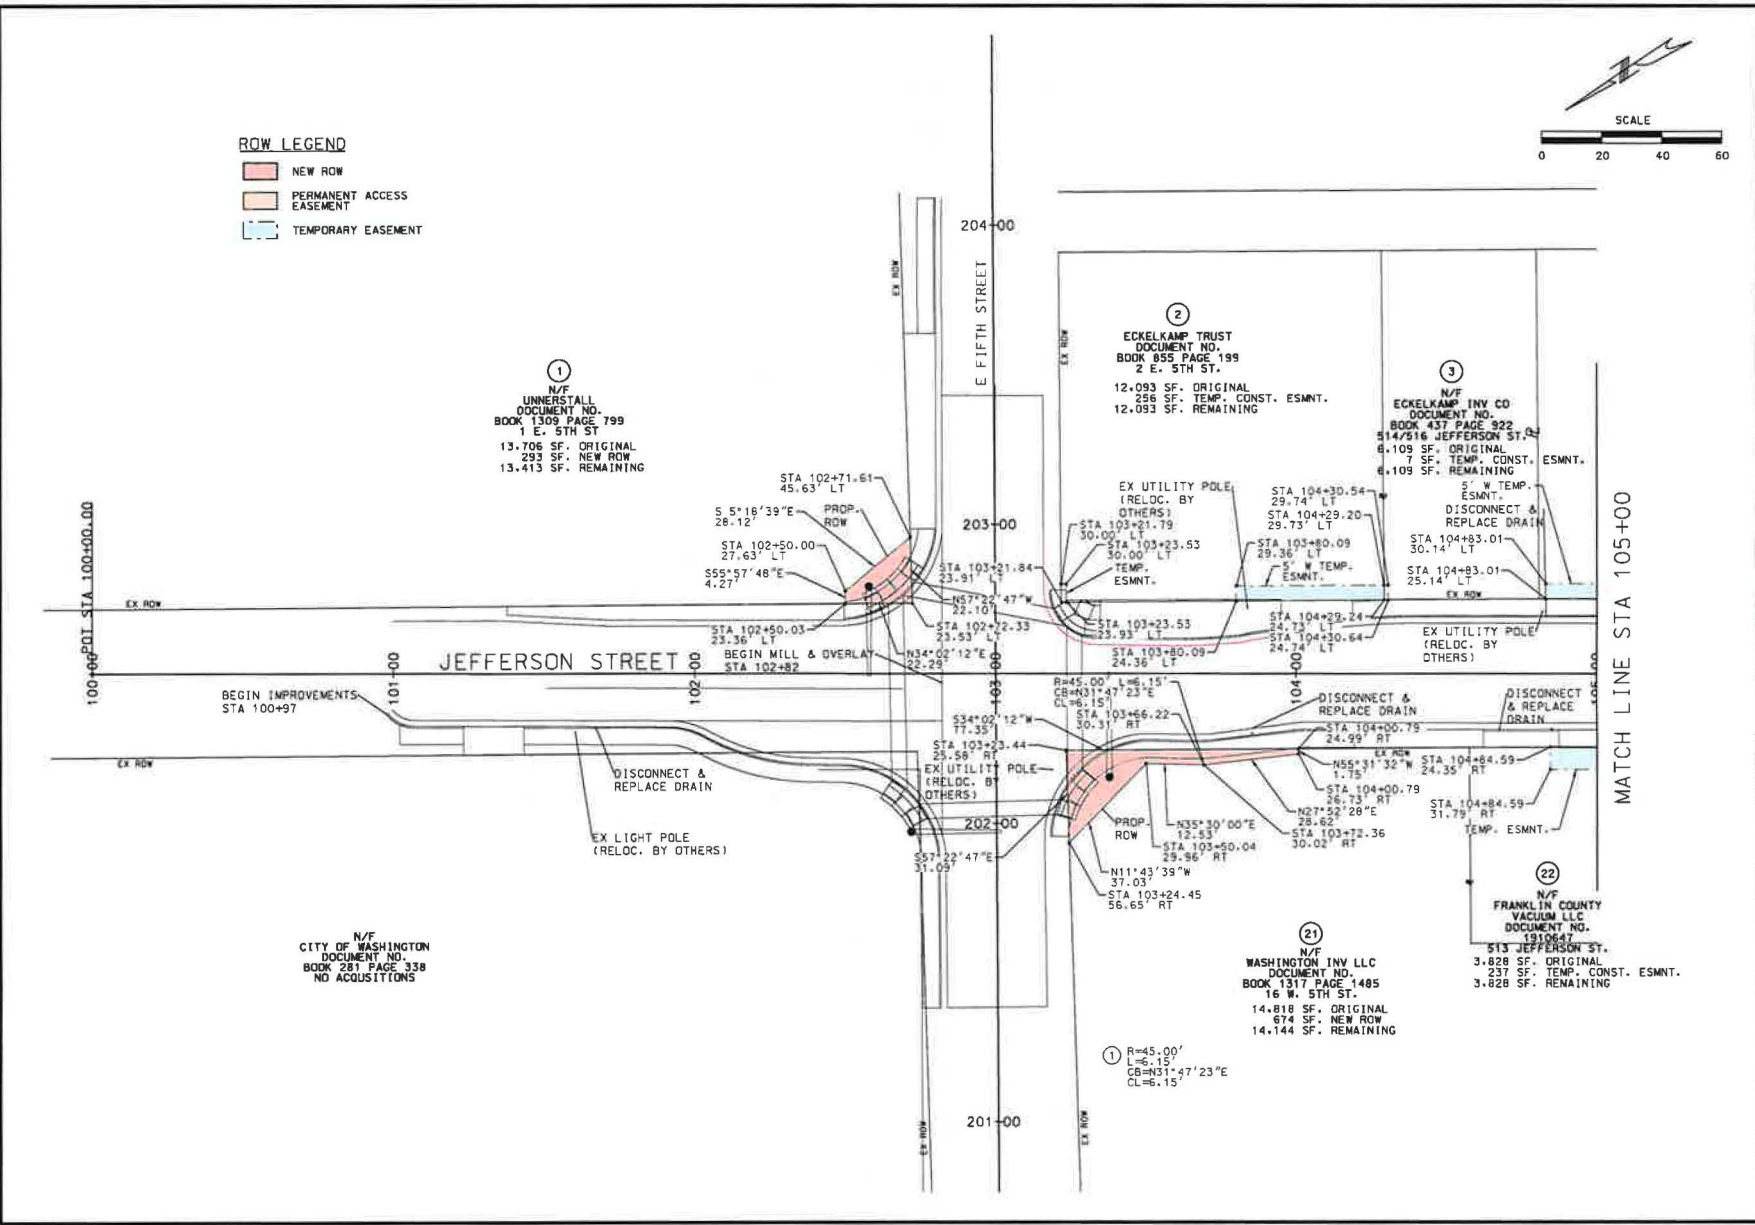 SCALE
0 20 40 60
ROW LEGEND
NEW ROW
PERMANENT ACCESS
EASEMENT
TEMPORARY EASEMENT
204+00
E FIFTH STREET
EX ROW
EX ROW
1
N/F
UNNERSTALL
DOCUMENT NO.
BOOK 1309 PAGE 799
1 E. 5TH ST
13,706 SF. ORIGINAL
293 SF. NEW ROW
13,413 SF. REMAINING
2
ECKELKAMP TRUST
DOCUMENT NO.
BOOK 855 PAGE 199
2 E. 5TH ST.
12,093 SF. ORIGINAL
256 SF. TEMP. CONST. ESMNT.
12,093 SF. REMAINING
3
N/F
ECKELKAMP INV CO
DOCUMENT NO.
BOOK 437 PAGE 922
514/516 JEFFERSON ST.
6,109 SF. ORIGINAL
7 SF. TEMP. CONST. ESMNT.
6,109 SF. REMAINING
STA 102+71.61
45.63' LT
S 5°18'39"E
28.12'
PROP.
ROW
STA 102+50.00
27.63' LT
S55°57'48"E
4.27'
STA 102+50.03
23.36' LT
203+00
STA 103+21.84
23.91' LT
N57°22'47"W
22.10'
STA 102+72.33
23.53' LT
N34°02'12"E
22.29'
BEGIN MILL & OVERLAY
STA 102+82
EX UTILITY POLE
(RELOC. BY
OTHERS)
STA 103+21.79
30.00' LT
STA 103+23.53
30.00' LT
TEMP.
ESMNT.
STA 103+23.53
23.93' LT
STA 103+80.09
24.36' LT
STA 104+30.54
29.74' LT
STA 104+29.20
29.73' LT
STA 103+80.09
29.36' LT
5' W TEMP.
ESMNT.
STA 104+29.24
24.73' LT
STA 104+30.64
24.74' LT
5' W TEMP.
ESMNT.
DISCONNECT &
REPLACE DRAIN
STA 104+83.01
30.14' LT
STA 104+83.01
25.14' LT
EX ROW
EX UTILITY POLE
(RELOC. BY
OTHERS)
MATCH LINE STA 105+00
POT STA 100+00.00
EX ROW
JEFFERSON STREET
100+00
101+00
102+00
103+00
104+00
BEGIN IMPROVEMENTS
STA 100+97
EX ROW
DISCONNECT &
REPLACE DRAIN
EX LIGHT POLE
(RELOC. BY OTHERS)
R=45.00' L=6.15'
CB=N31°47'23"E
CL=6.15'
STA 103+66.22
30.31' RT
S34°02'12"W
77.35'
STA 103+23.44
25.58' RT
EX UTILITY POLE
(RELOC. BY
OTHERS)
202+00
S57°22'47"E
31.09'
PROP.
ROW
N35°30'00"E
12.53'
STA 103+50.04
29.96' RT
N11°43'39"W
37.03'
STA 103+24.45
56.65' RT
DISCONNECT &
REPLACE DRAIN
STA 104+00.79
24.99' RT
EX ROW
N55°31'32"W
1.75'
STA 104+00.79
26.73' RT
N27°52'28"E
28.62'
STA 103+72.36
30.02' RT
DISCONNECT
& REPLACE
DRAIN
STA 104+84.59
24.35' RT
STA 104+84.59
31.79' RT
TEMP. ESMNT.
N/F
CITY OF WASHINGTON
DOCUMENT NO.
BOOK 281 PAGE 338
NO ACQUSITIONS
21
N/F
WASHINGTON INV LLC
DOCUMENT NO.
BOOK 1317 PAGE 1485
16 W. 5TH ST.
14,818 SF. ORIGINAL
674 SF. NEW ROW
14,144 SF. REMAINING
22
N/F
FRANKLIN COUNTY
VACUUM LLC
DOCUMENT NO.
1910647
513 JEFFERSON ST.
3,828 SF. ORIGINAL
237 SF. TEMP. CONST. ESMNT.
3,828 SF. REMAINING
1 R=45.00'
L=6.15'
CB=N31°47'23"E
CL=6.15'
201+00
EX ROW
EX ROW